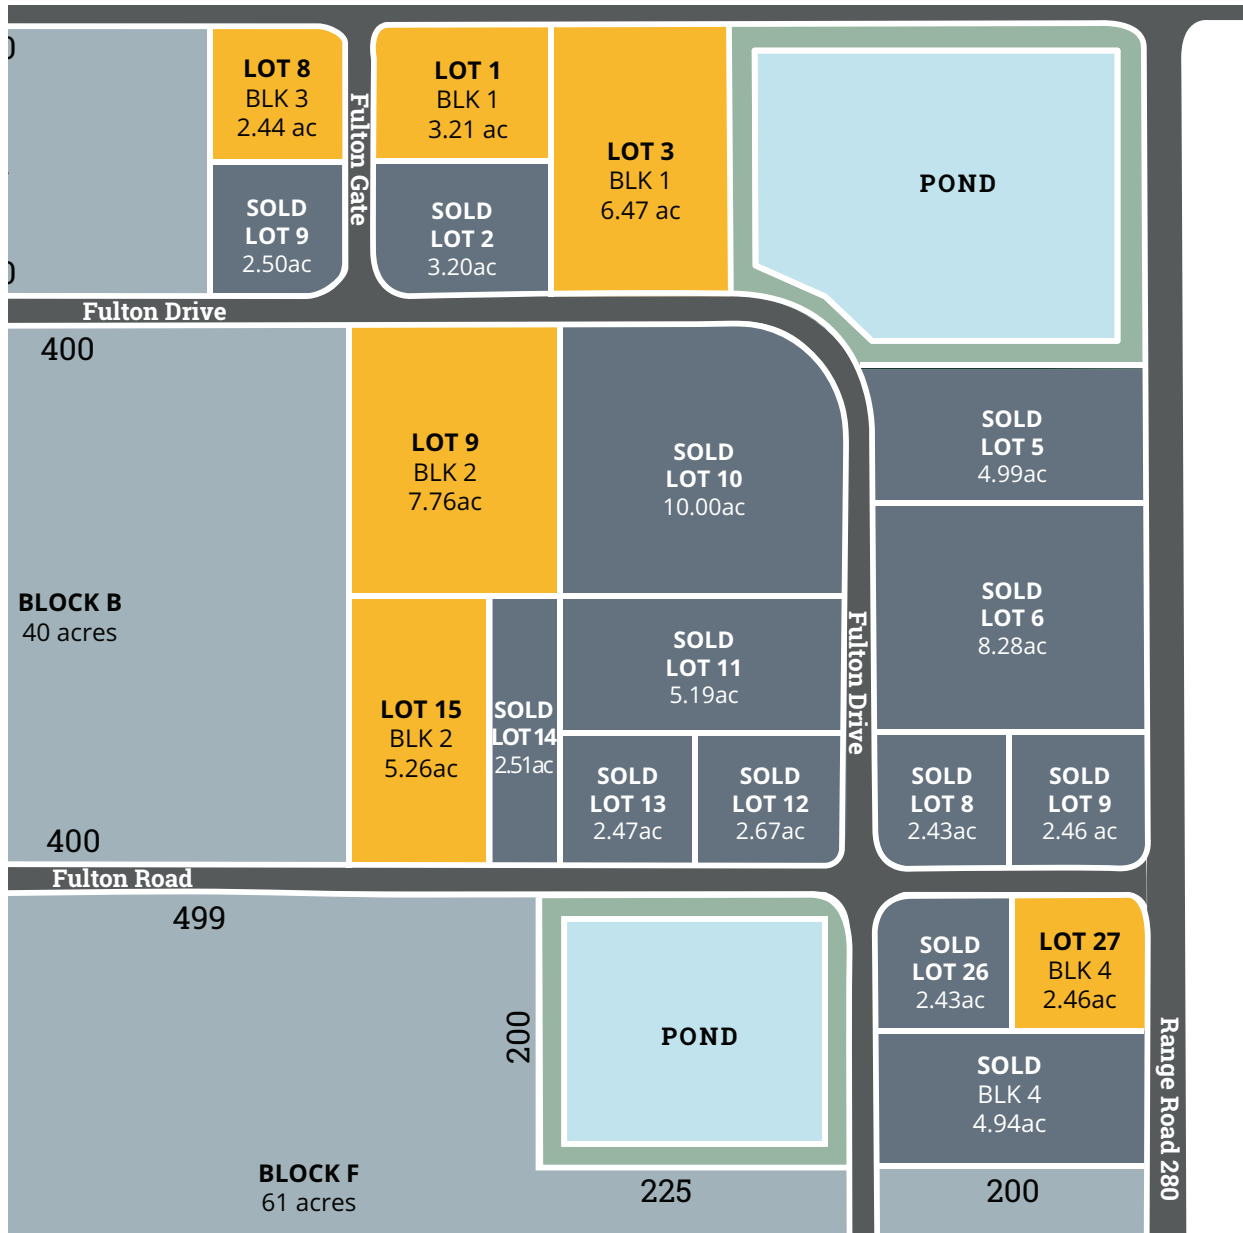 LOT 8
BLK 3
2.44 ac
SOLD
LOT 9
2.50ac
Fulton Gate
LOT 1
BLK 1
3.21 ac
SOLD
LOT 2
3.20ac
LOT 3
BLK 1
6.47 ac
POND
Fulton Drive
400
LOT 9
BLK 2
7.76ac
SOLD
LOT 10
10.00ac
SOLD
LOT 5
4.99ac
BLOCK B
40 acres
SOLD
LOT 6
8.28ac
SOLD
LOT 11
5.19ac
Fulton Drive
LOT 15
BLK 2
5.26ac
SOLD
LOT 14
2.51ac
SOLD
LOT 13
2.47ac
SOLD
LOT 12
2.67ac
SOLD
LOT 8
2.43ac
SOLD
LOT 9
2.46 ac
400
Fulton Road
499
200
POND
SOLD
LOT 26
2.43ac
LOT 27
BLK 4
2.46ac
SOLD
BLK 4
4.94ac
Range Road 280
BLOCK F
61 acres
225
200